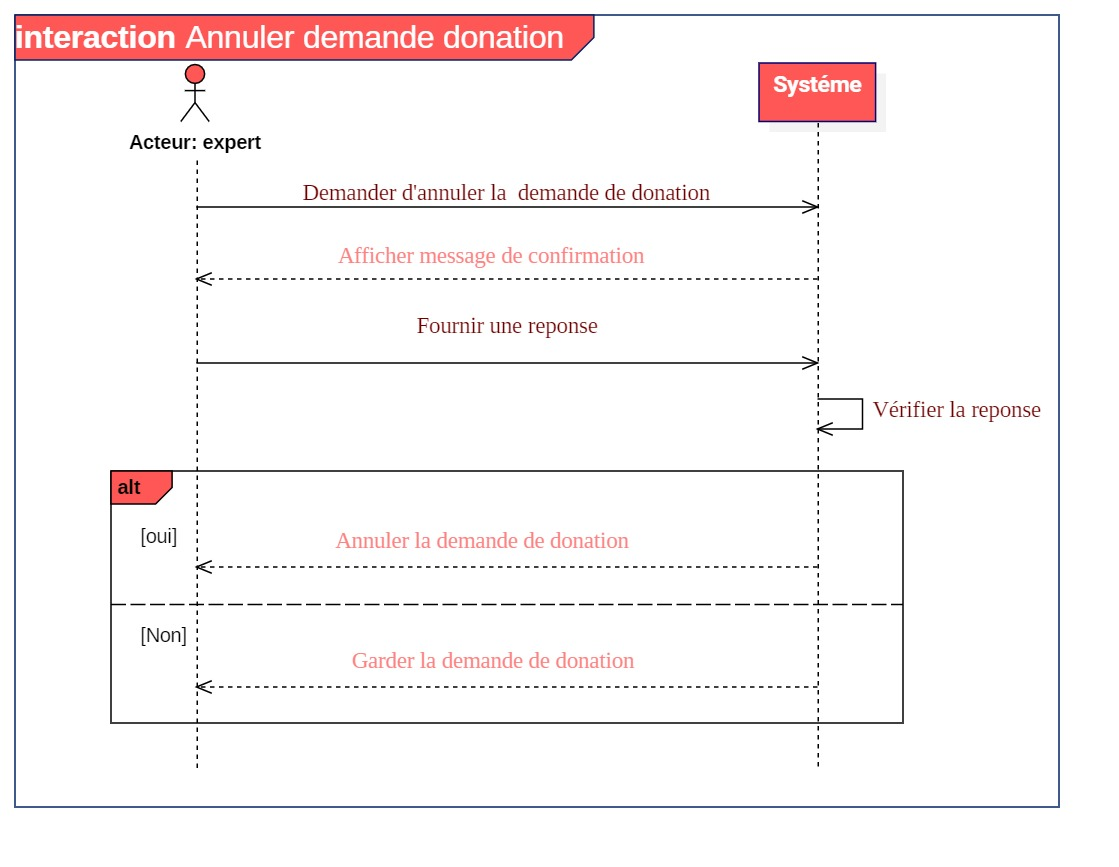 interaction Annuler demande donation
Systéme
Acteur: expert
Demander d'annuler la  demande de donation
Afficher message de confirmation
Fournir une reponse
Vérifier la reponse
alt
[oui]
Annuler la demande de donation
[Non]
Garder la demande de donation